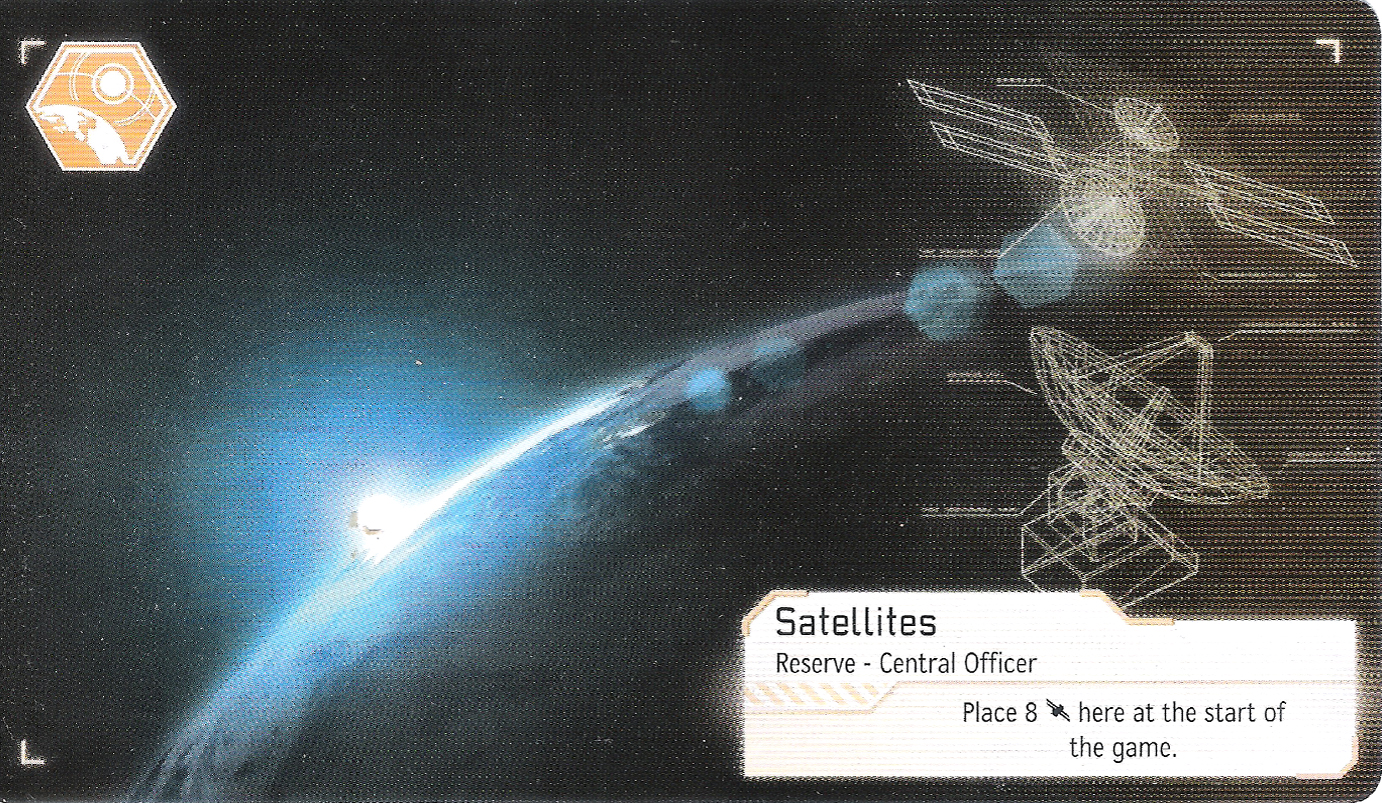 Satellites
Reserve - Central Officer
Place 8 here at the start of
the game.